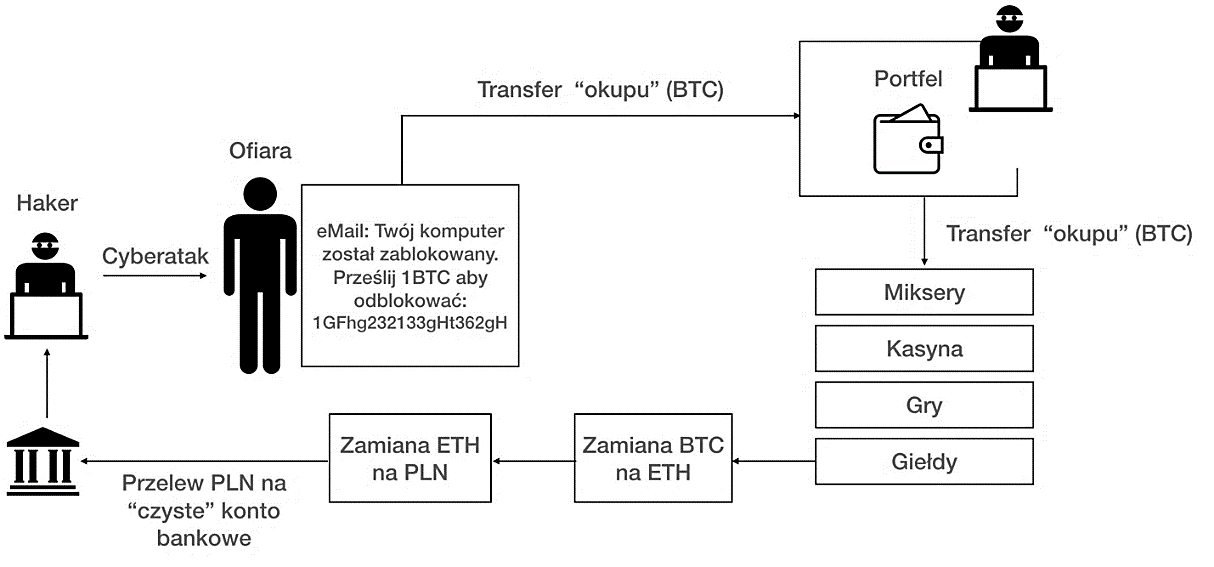 Haker
Cyberatak
Ofiara
eMail: Twój komputer
został zablokowany.
Prześlij 1BTC aby
odblokować:
1GFhg232133gHt362gH
Transfer “okupu” (BTC)
Portfel
Transfer “okupu” (BTC)
Miksery
Kasyna
Gry
Giełdy
Zamiana BTC
na ETH
Zamiana ETH
na PLN
Przelew PLN na
“czyste” konto
bankowe